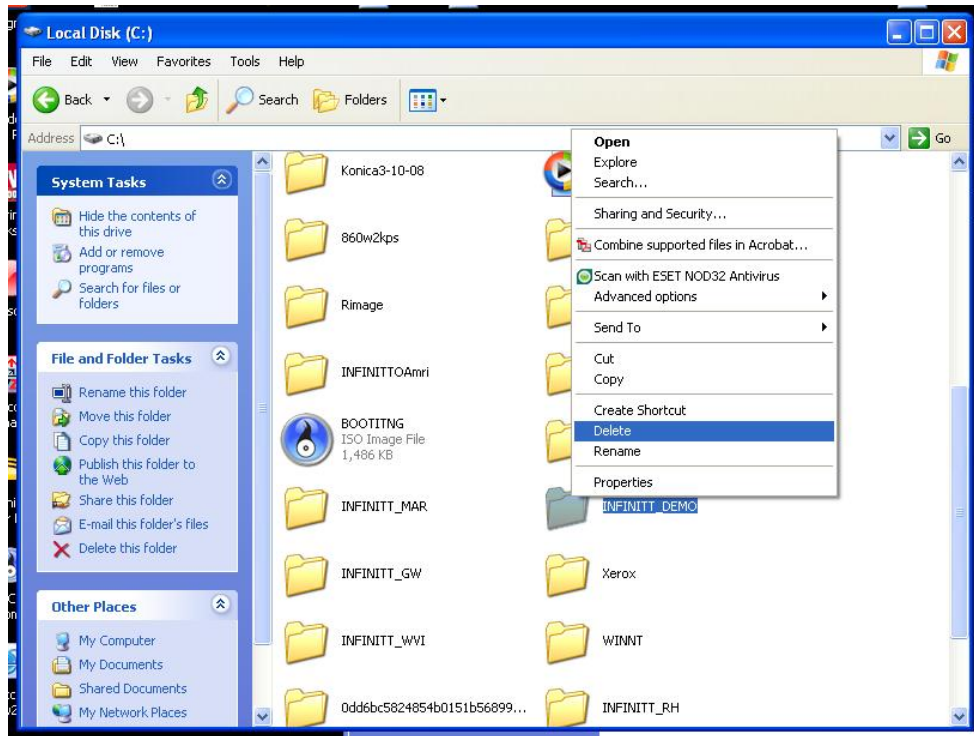 Local Disk (C:)
File Edit View Favorites Tools Help
Back Search Folders
Address C:\ Go
System Tasks
Hide the contents of
this drive
Add or remove
programs
Search for files or
folders
File and Folder Tasks
Rename this folder
Move this folder
Copy this folder
Publish this folder to
the Web
Share this folder
E-mail this folder's files
Delete this folder
Other Places
My Computer
My Documents
Shared Documents
My Network Places
Konica3-10-08
860w2kps
Rimage
INFINITTOAmri
BOOTITNG
ISO Image File
1,486 KB
INFINITT_MAR
INFINITT_DEMO
INFINITT_GW
Xerox
INFINITT_WVI
WINNT
0dd6bc5824854b0151b56899...
INFINITT_RH
Open
Explore
Search...
Sharing and Security...
Combine supported files in Acrobat...
Scan with ESET NOD32 Antivirus
Advanced options
Send To
Cut
Copy
Create Shortcut
Delete
Rename
Properties